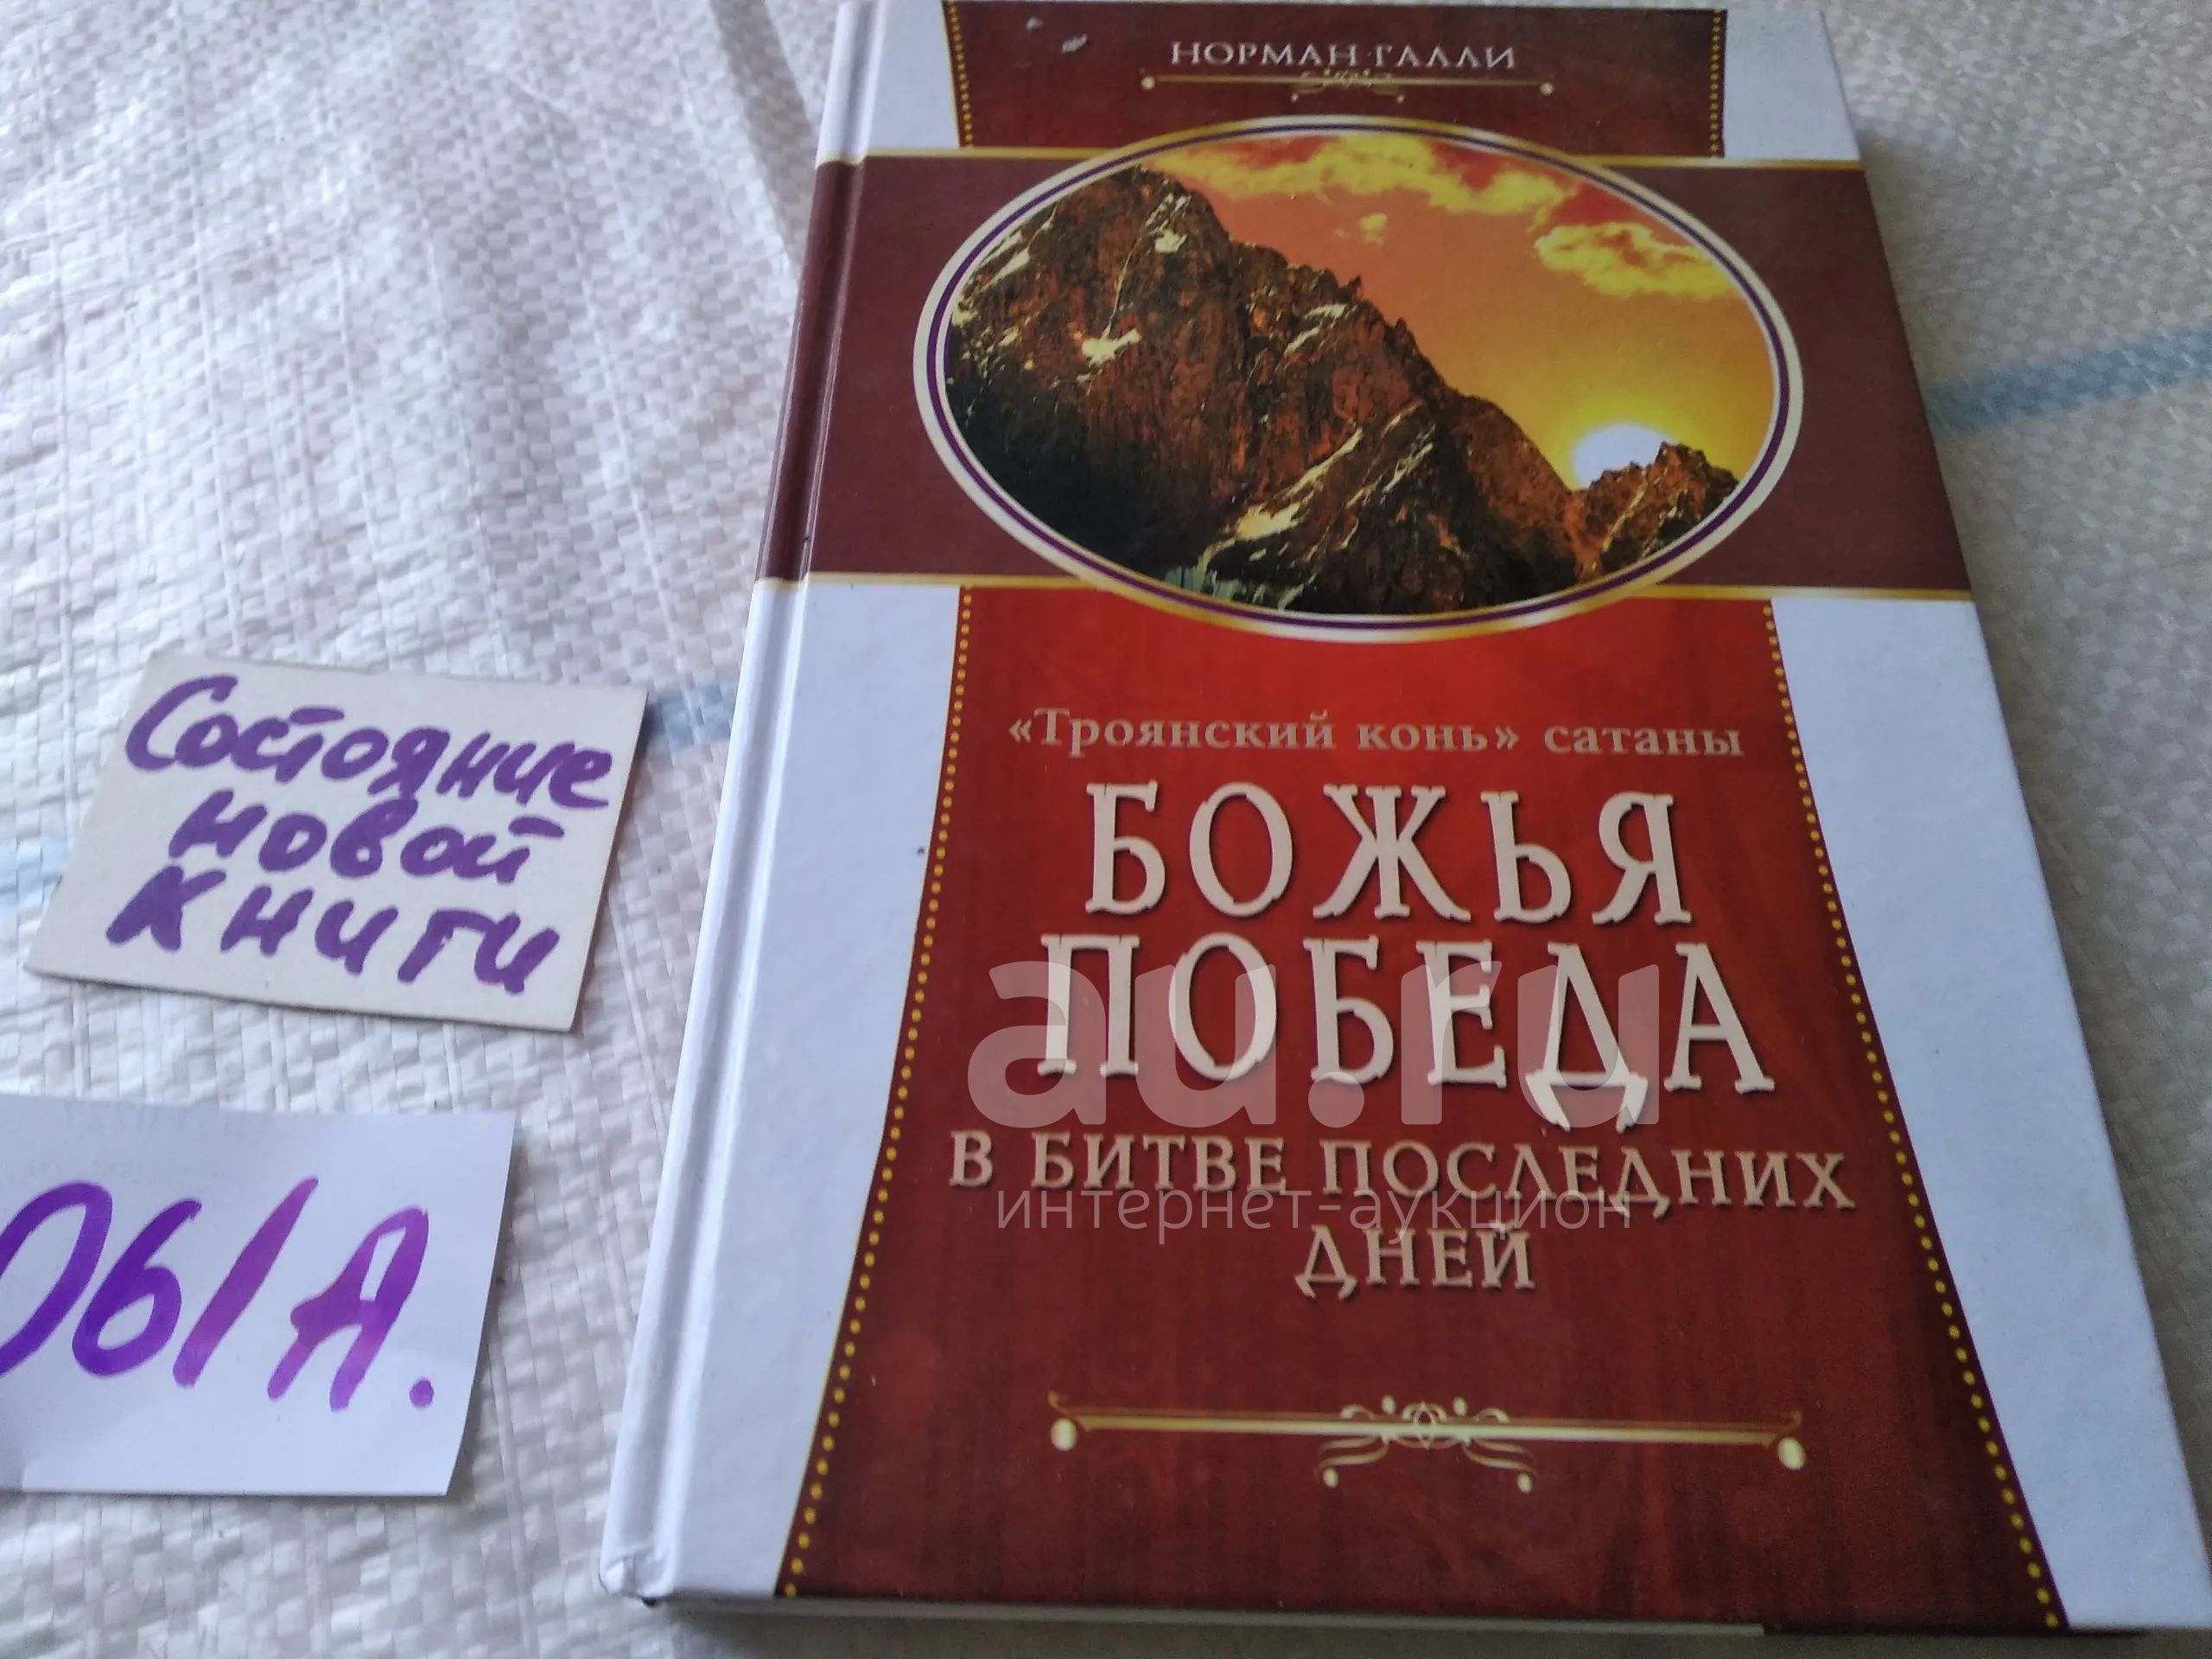 НОРМАН ГАЛЛИ
«Троянский конь» сатаны
БОЖЬЯ
ПОБЕДА
В БИТВЕ ПОСЛЕДНИХ
ДНЕЙ
au.ru
интернет-аукцион
Состояние
новой
книги
061А.